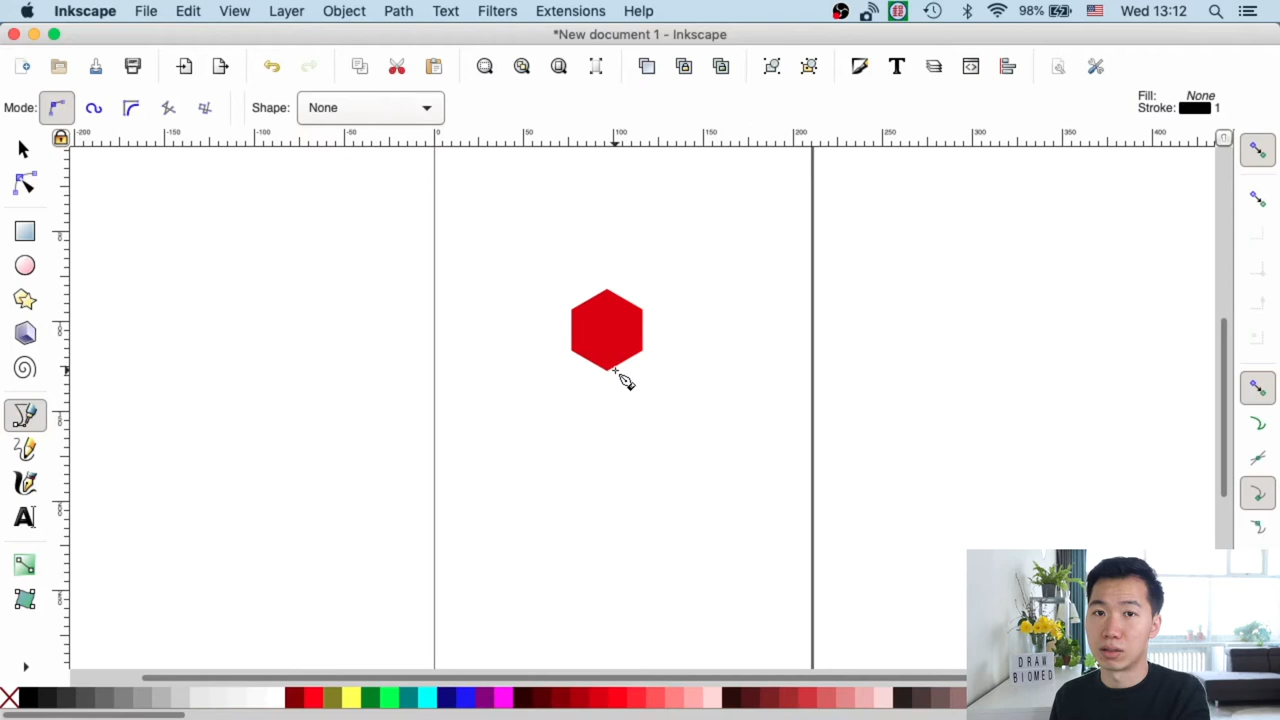 Inkscape File Edit View Layer Object Path Text Filters Extensions Help 98% Wed 13:12
*New document 1 - Inkscape
Mode: Shape: None Fill: None
Stroke: 1
-200 -150 -100 -50 0 50 100 150 200 250 300 350 400
DRAW
BIOMED